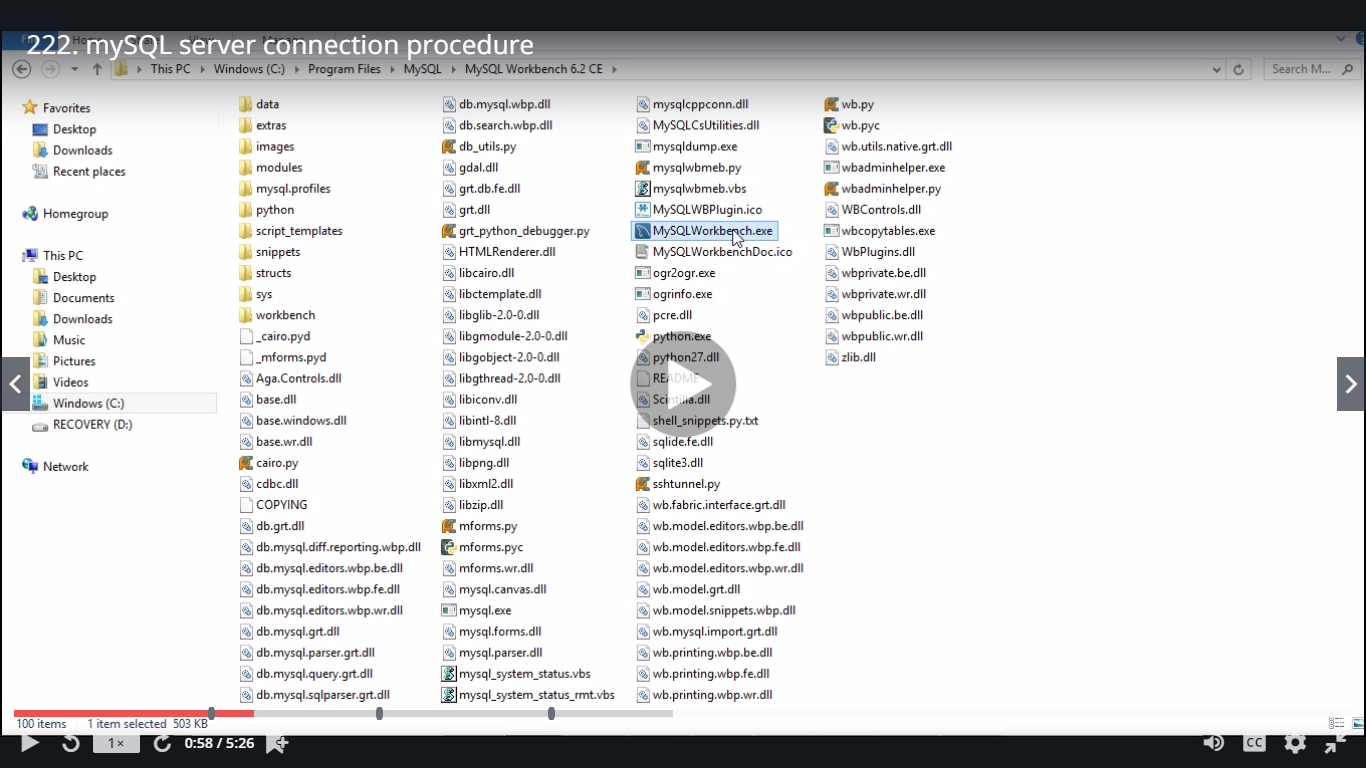 222. mySQL server connection procedure
This PC
Windows (C:)
Program Files
MySQL
MySQL Workbench 6.2 CE
Search M...
Favorites
Desktop
Downloads
Recent places
Homegroup
This PC
Desktop
Documents
Downloads
Music
Pictures
Videos
Windows (C:)
RECOVERY (D:)
Network
data
extras
images
modules
mysql.profiles
python
script_templates
snippets
structs
sys
workbench
_cairo.pyd
_mforms.pyd
Aga.Controls.dll
base.dll
base.windows.dll
base.wr.dll
cairo.py
cdbc.dll
COPYING
db.grt.dll
db.mysql.diff.reporting.wbp.dll
db.mysql.editors.wbp.be.dll
db.mysql.editors.wbp.fe.dll
db.mysql.editors.wbp.wr.dll
db.mysql.grt.dll
db.mysql.parser.grt.dll
db.mysql.query.grt.dll
db.mysql.sqlparser.grt.dll
db.mysql.wbp.dll
db.search.wbp.dll
db_utils.py
gdal.dll
grt.db.fe.dll
grt.dll
grt_python_debugger.py
HTMLRenderer.dll
libcairo.dll
libctemplate.dll
libglib-2.0-0.dll
libgmodule-2.0-0.dll
libgobject-2.0-0.dll
libgthread-2.0-0.dll
libiconv.dll
libintl-8.dll
libmysql.dll
libpng.dll
libxml2.dll
libzip.dll
mforms.py
mforms.pyc
mforms.wr.dll
mysql.canvas.dll
mysql.exe
mysql.forms.dll
mysql.parser.dll
mysql_system_status.vbs
mysql_system_status_rmt.vbs
mysqlcppconn.dll
MySQLCsUtilities.dll
mysqldump.exe
mysqlwbmeb.py
mysqlwbmeb.vbs
MySQLWBPlugin.ico
MySQLWorkbench.exe
MySQLWorkbenchDoc.ico
ogr2ogr.exe
ogrinfo.exe
pcre.dll
python.exe
python27.dll
README
Scintilla.dll
shell_snippets.py.txt
sqlide.fe.dll
sqlite3.dll
sshtunnel.py
wb.fabric.interface.grt.dll
wb.model.editors.wbp.be.dll
wb.model.editors.wbp.fe.dll
wb.model.editors.wbp.wr.dll
wb.model.grt.dll
wb.model.snippets.wbp.dll
wb.mysql.import.grt.dll
wb.printing.wbp.be.dll
wb.printing.wbp.fe.dll
wb.printing.wbp.wr.dll
wb.py
wb.pyc
wb.utils.native.grt.dll
wbadminhelper.exe
wbadminhelper.py
WBControls.dll
wbcopytables.exe
WbPlugins.dll
wbprivate.be.dll
wbprivate.wr.dll
wbpublic.be.dll
wbpublic.wr.dll
zlib.dll
100 items 1 item selected 503 KB
1× 0:58 / 5:26 CC